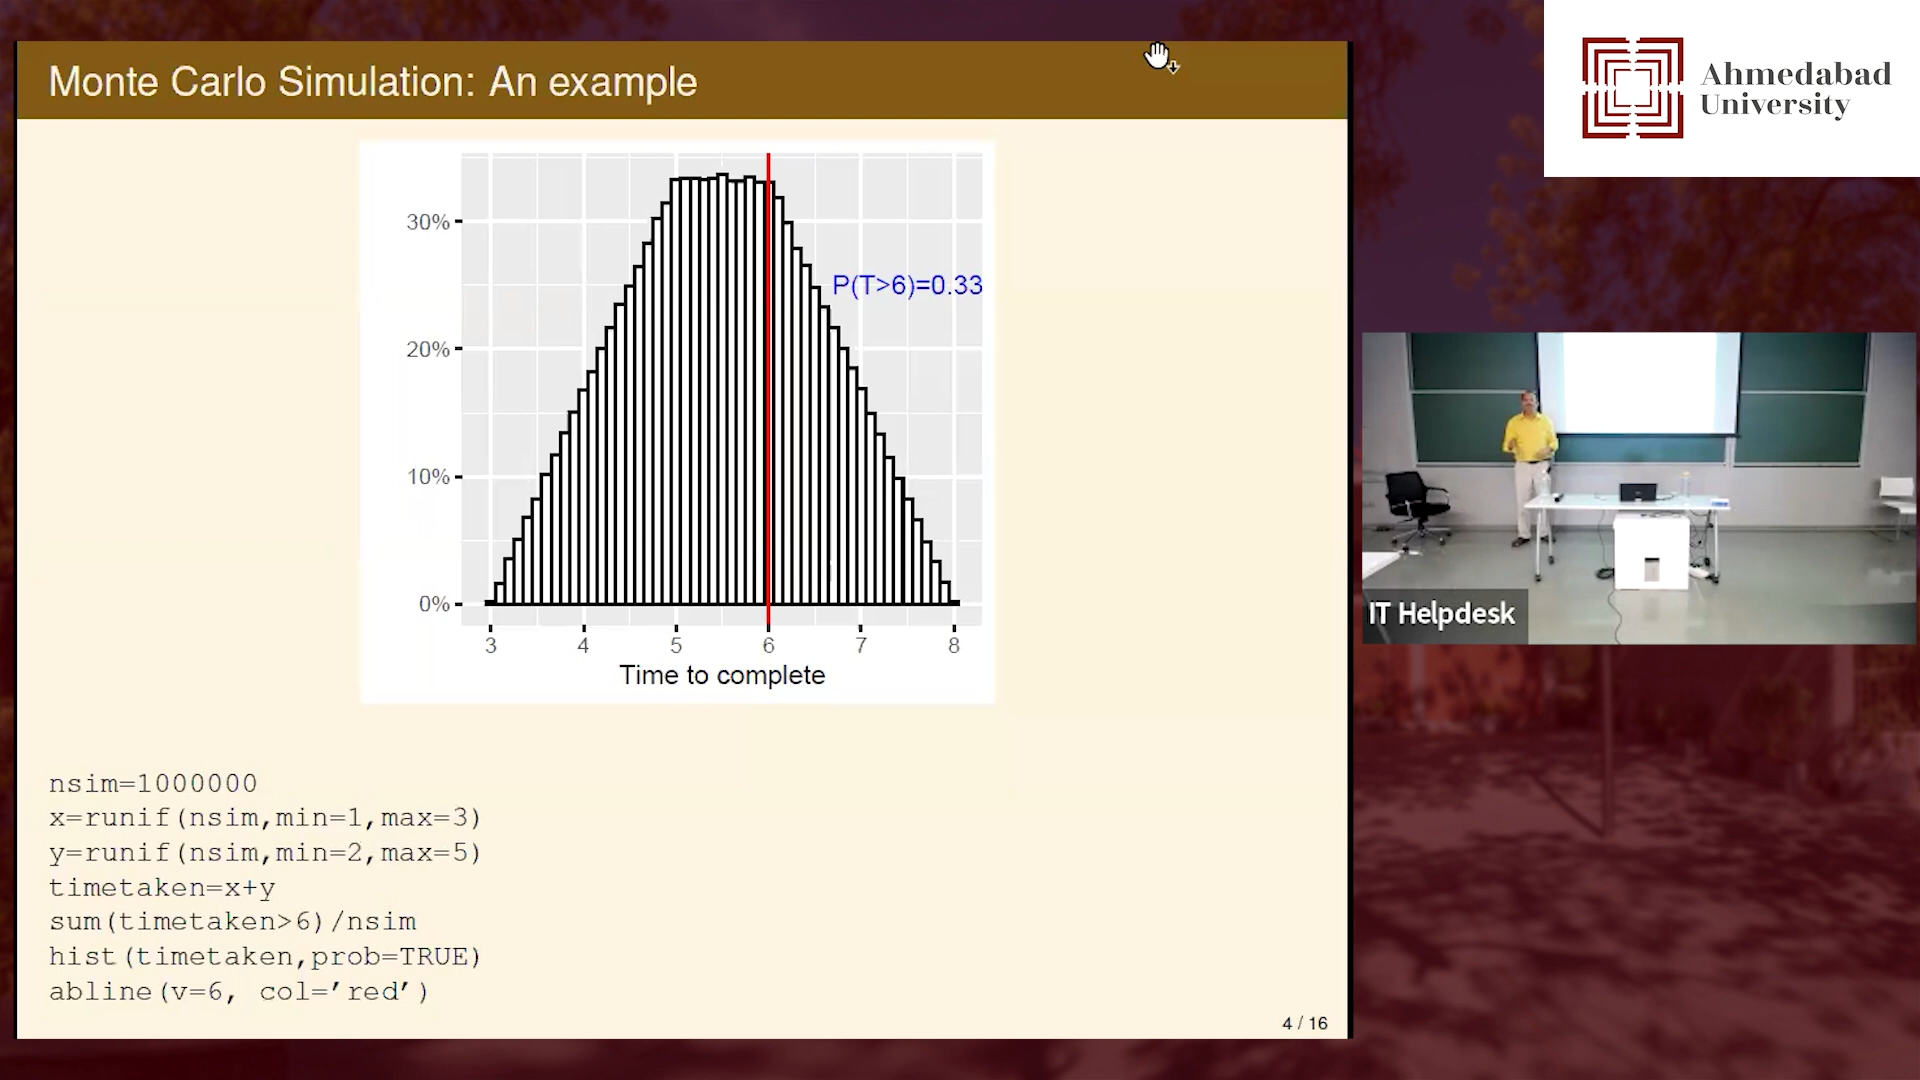 Monte Carlo Simulation: An example
30%
20%
10%
0%
P(T>6)=0.33
3 4 5 6 7 8
Time to complete
nsim=1000000
x=runif(nsim,min=1,max=3)
y=runif(nsim,min=2,max=5)
timetaken=x+y
sum(timetaken>6)/nsim
hist(timetaken,prob=TRUE)
abline(v=6, col=’red’)
4 / 16
Ahmedabad
University
IT Helpdesk